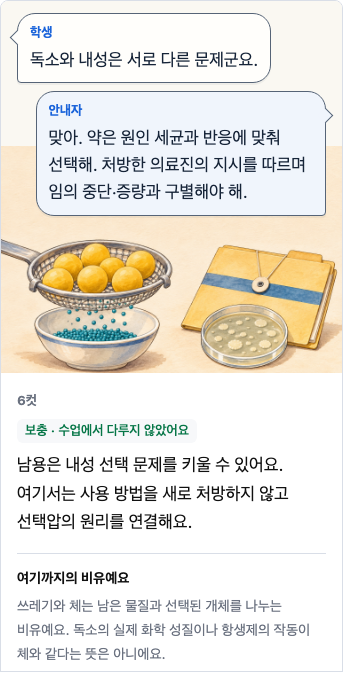 학생
독소와 내성은 서로 다른 문제군요.
안내자
맞아. 약은 원인 세균과 반응에 맞춰
선택해. 처방한 의료진의 지시를 따르며
임의 중단·증량과 구별해야 해.
6컷
보충 · 수업에서 다루지 않았어요
남용은 내성 선택 문제를 키울 수 있어요.
여기서는 사용 방법을 새로 처방하지 않고
선택압의 원리를 연결해요.
여기까지의 비유예요
쓰레기와 체는 남은 물질과 선택된 개체를 나누는
비유예요. 독소의 실제 화학 성질이나 항생제의 작동이
체와 같다는 뜻은 아니에요.